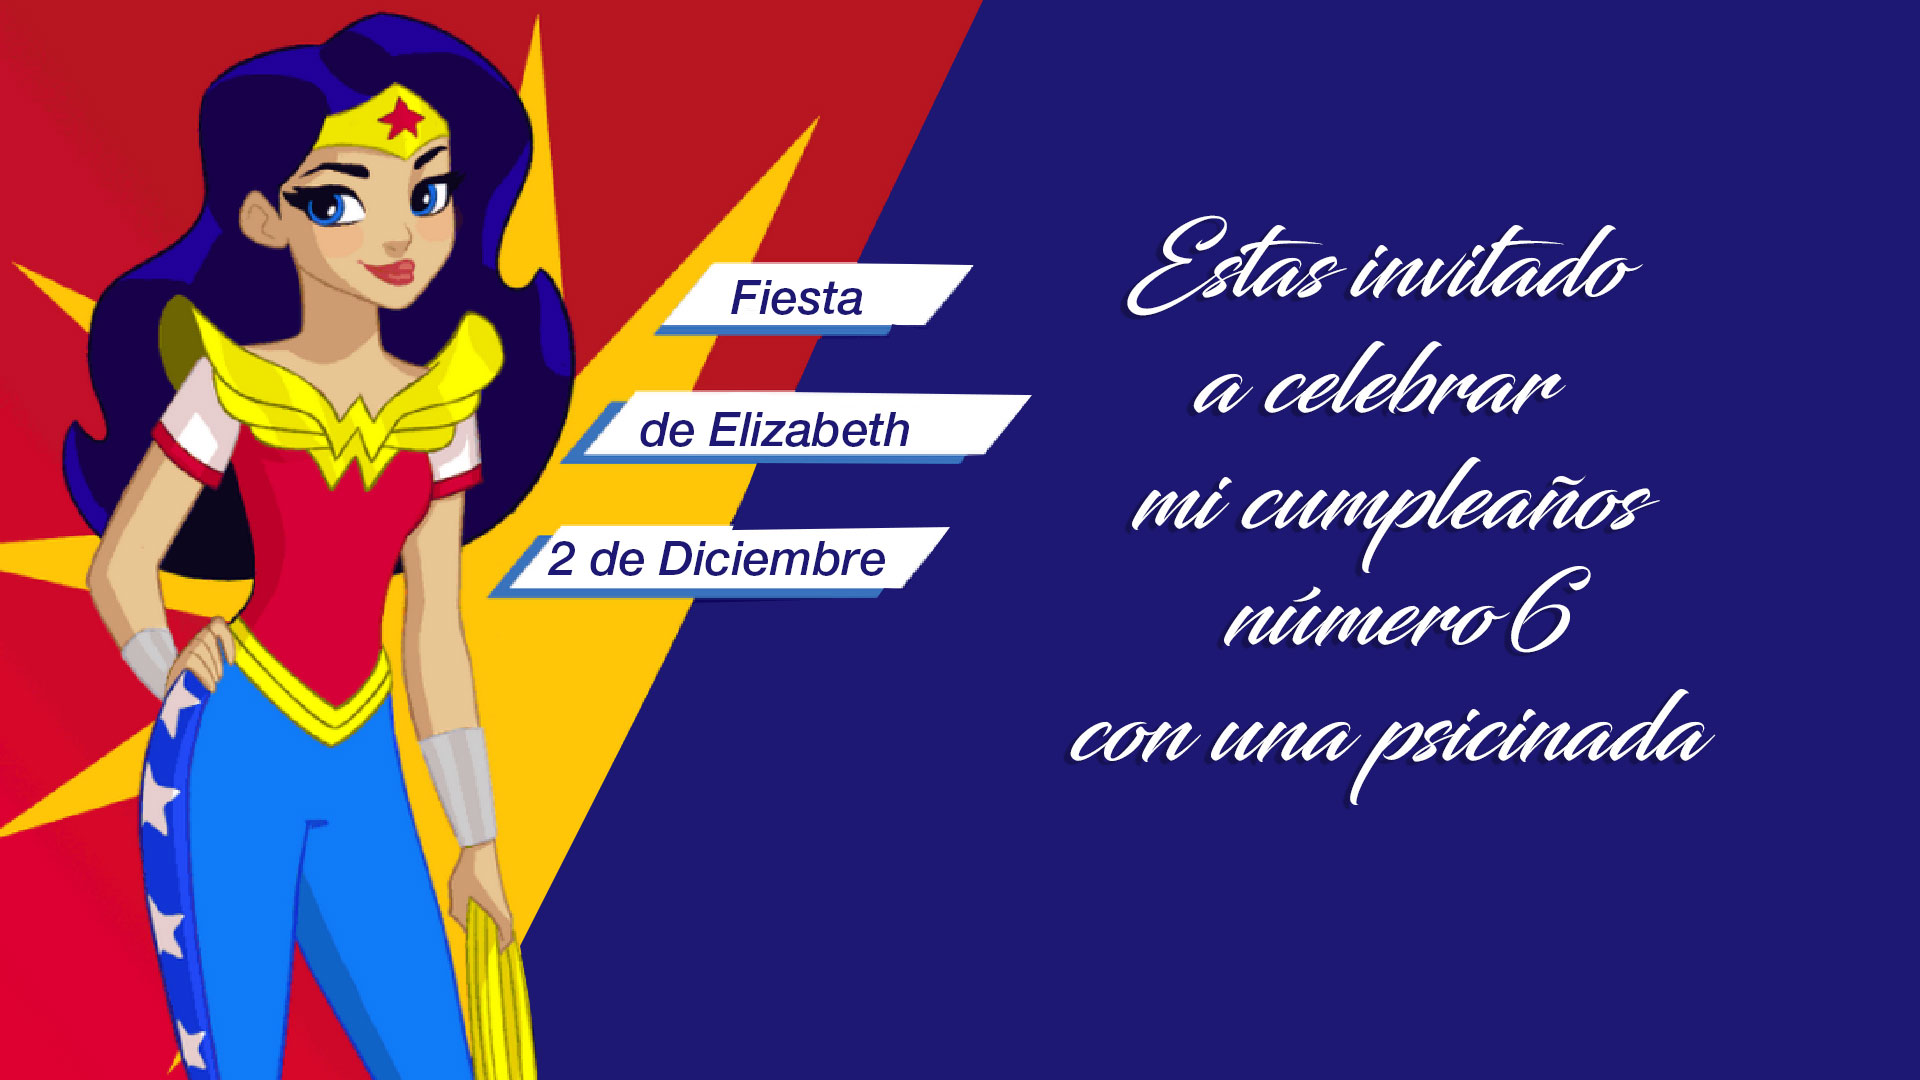 Fiesta
de Elizabeth
2 de Diciembre
Estas invitado
a celebrar
mi cumpleaños
número 6
con una psicinada